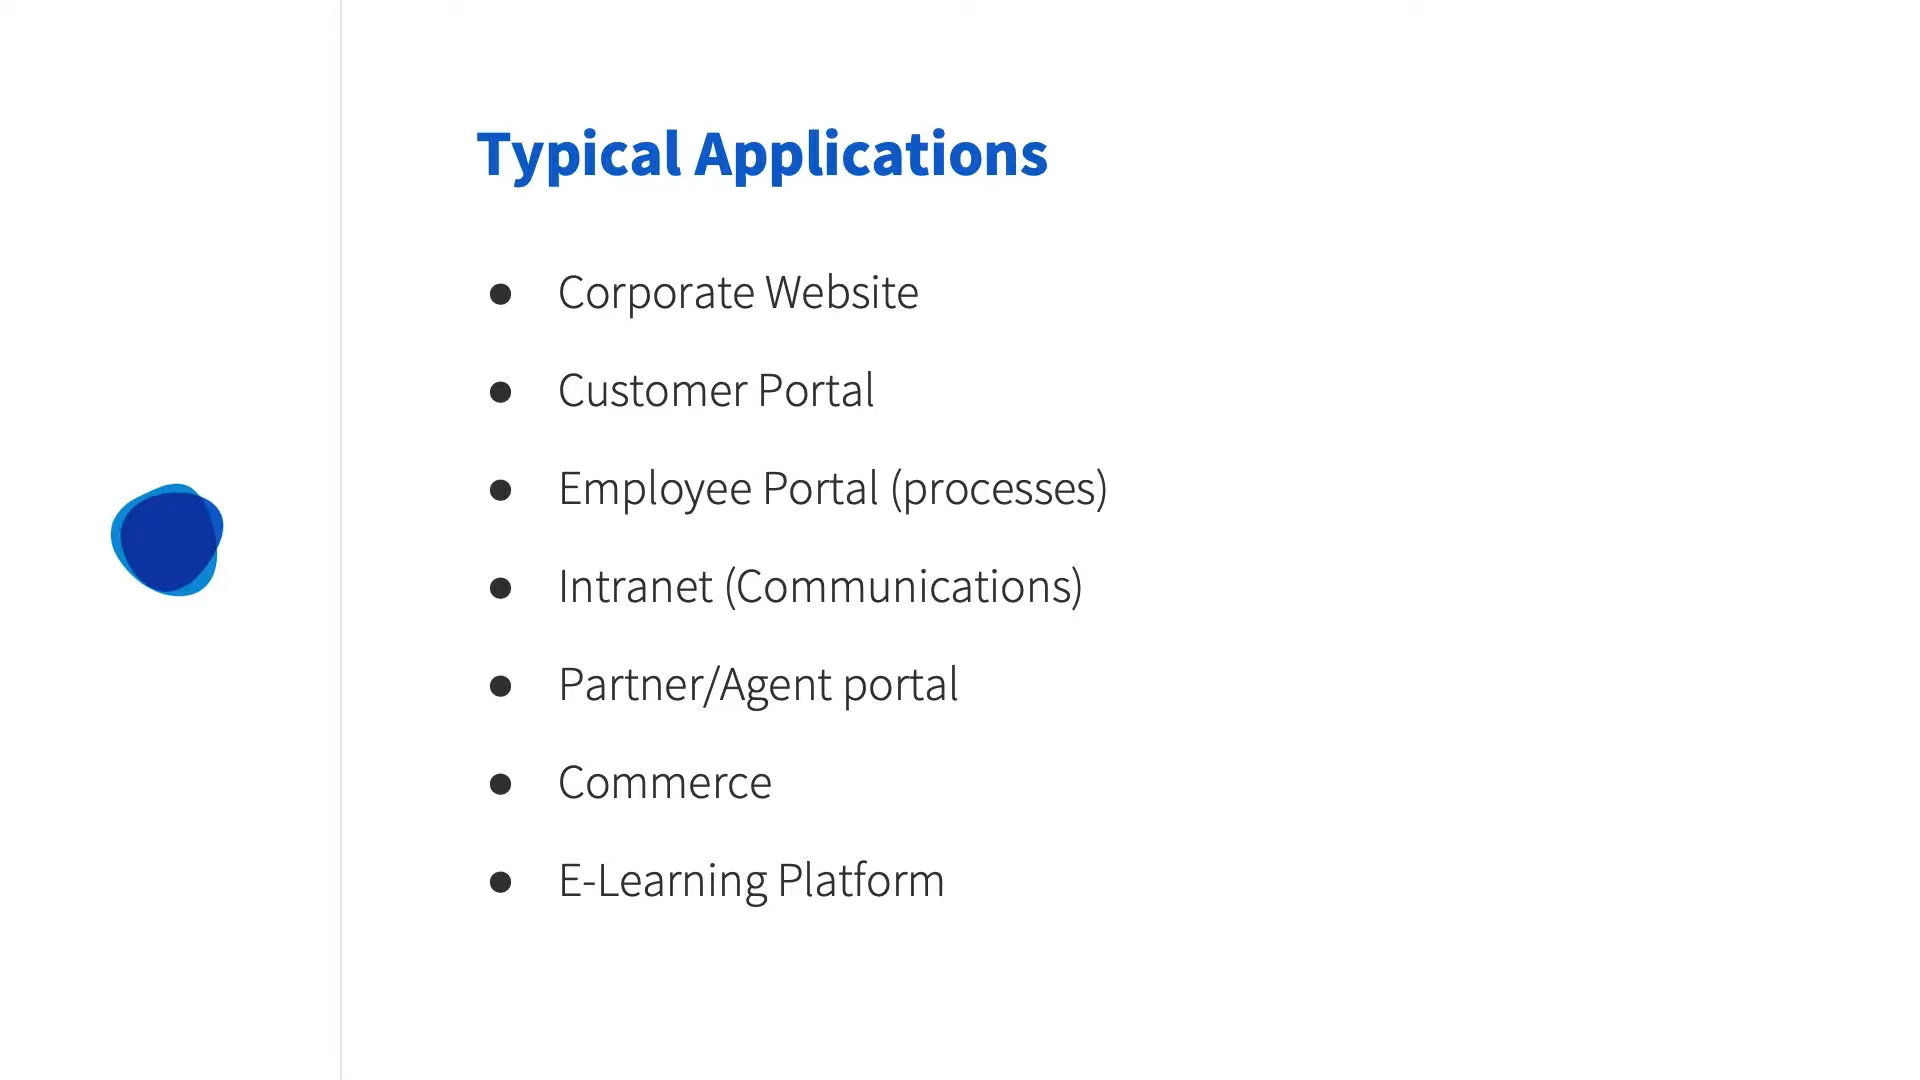 Typical Applications
● Corporate Website
● Customer Portal
● Employee Portal (processes)
● Intranet (Communications)
● Partner/Agent portal
● Commerce
● E-Learning Platform